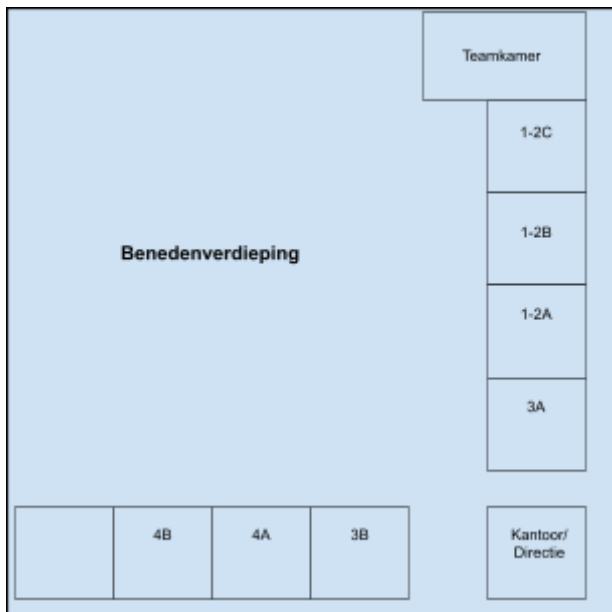 Teamkamer
1-2C
1-2B
Benedenverdieping
1-2A
3A
4B
4A
3B
Kantoor/
Directie